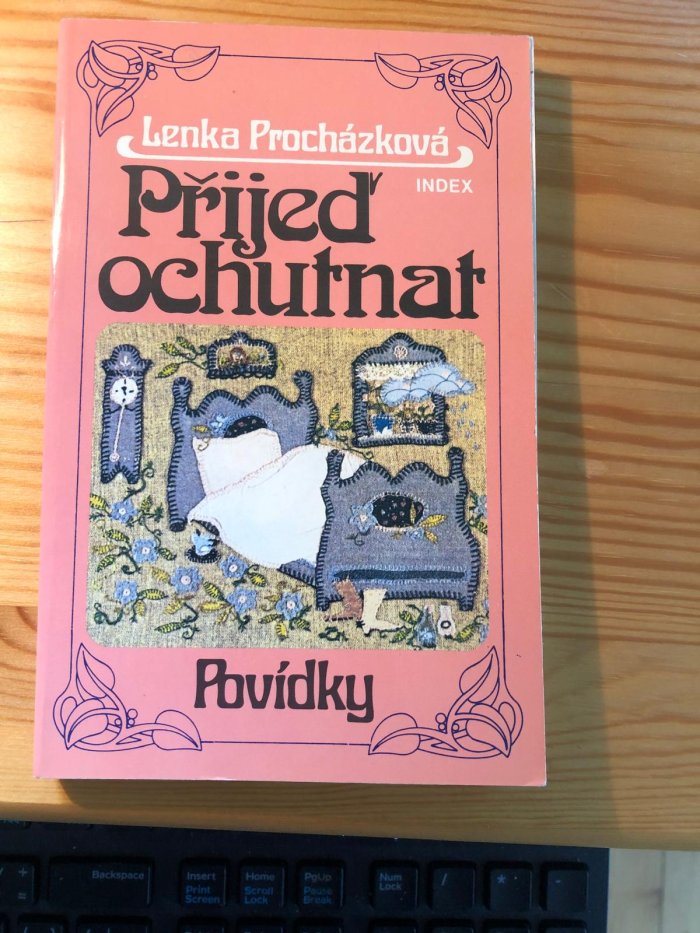 Lenka Procházková
Přijeď
INDEX
ochutnat
Povídky
Backspace
Insert
Home
PgUp
Num
Lock
/
*
-
+
=
Print
Screen
Scroll
Lock
Pause
Break